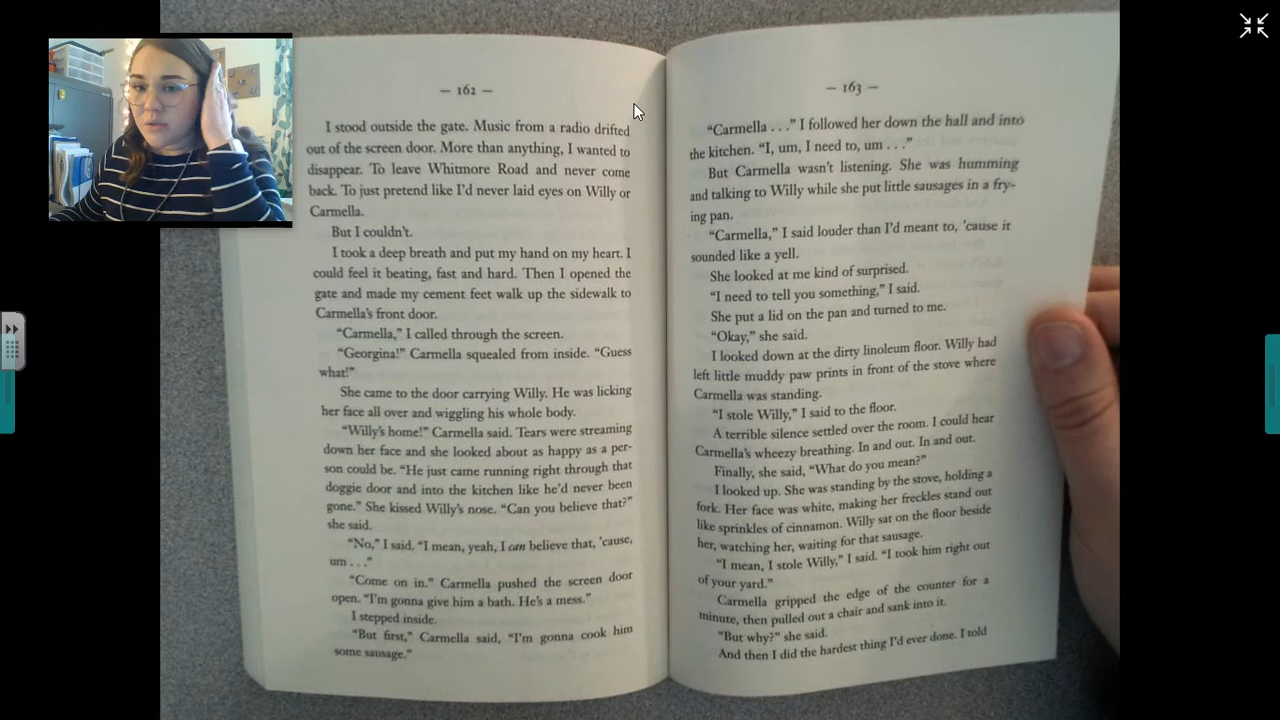 — 162 —
I stood outside the gate. Music from a radio drifted
out of the screen door. More than anything, I wanted to
disappear. To leave Whitmore Road and never come
back. To just pretend like I'd never laid eyes on Willy or
Carmella.
But I couldn't.
I took a deep breath and put my hand on my heart. I
could feel it beating, fast and hard. Then I opened the
gate and made my cement feet walk up the sidewalk to
Carmella's front door.
“Carmella,” I called through the screen.
“Georgina!” Carmella squealed from inside. “Guess
what!”
She came to the door carrying Willy. He was licking
her face all over and wiggling his whole body.
“Willy's home!” Carmella said. Tears were streaming
down her face and she looked about as happy as a per-
son could be. “He just came running right through that
doggie door and into the kitchen like he'd never been
gone.” She kissed Willy's nose. “Can you believe that?”
she said.
“No,” I said. “I mean, yeah, I can believe that, 'cause,
um . . .”
“Come on in.” Carmella pushed the screen door
open. “I'm gonna give him a bath. He's a mess.”
I stepped inside.
“But first,” Carmella said, “I'm gonna cook him
some sausage.”
— 163 —
“Carmella . . .” I followed her down the hall and into
the kitchen. “I, um, I need to, um . . .”
But Carmella wasn't listening. She was humming
and talking to Willy while she put little sausages in a fry-
ing pan.
“Carmella,” I said louder than I'd meant to, 'cause it
sounded like a yell.
She looked at me kind of surprised.
“I need to tell you something,” I said.
She put a lid on the pan and turned to me.
“Okay,” she said.
I looked down at the dirty linoleum floor. Willy had
left little muddy paw prints in front of the stove where
Carmella was standing.
“I stole Willy,” I said to the floor.
A terrible silence settled over the room. I could hear
Carmella's wheezy breathing. In and out. In and out.
Finally, she said, “What do you mean?”
I looked up. She was standing by the stove, holding a
fork. Her face was white, making her freckles stand out
like sprinkles of cinnamon. Willy sat on the floor beside
her, watching her, waiting for that sausage.
“I mean, I stole Willy,” I said. “I took him right out
of your yard.”
Carmella gripped the edge of the counter for a
minute, then pulled out a chair and sank into it.
“But why?” she said.
And then I did the hardest thing I'd ever done. I told